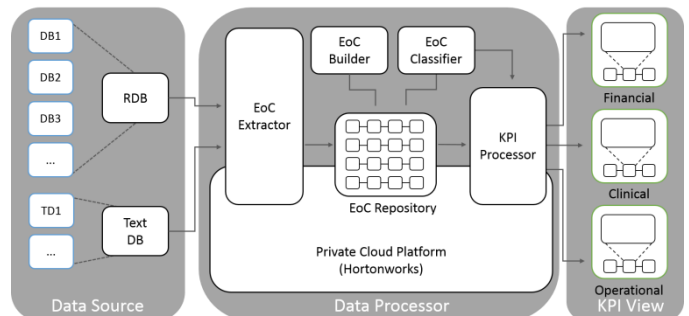 DB1
DB2
DB3
...
RDB
TD1
...
Text
DB
Data Source
EoC
Extractor
EoC
Builder
EoC
Classifier
EoC Repository
KPI
Processor
Private Cloud Platform
(Hortonworks)
Data Processor
Financial
Clinical
Operational
KPI View